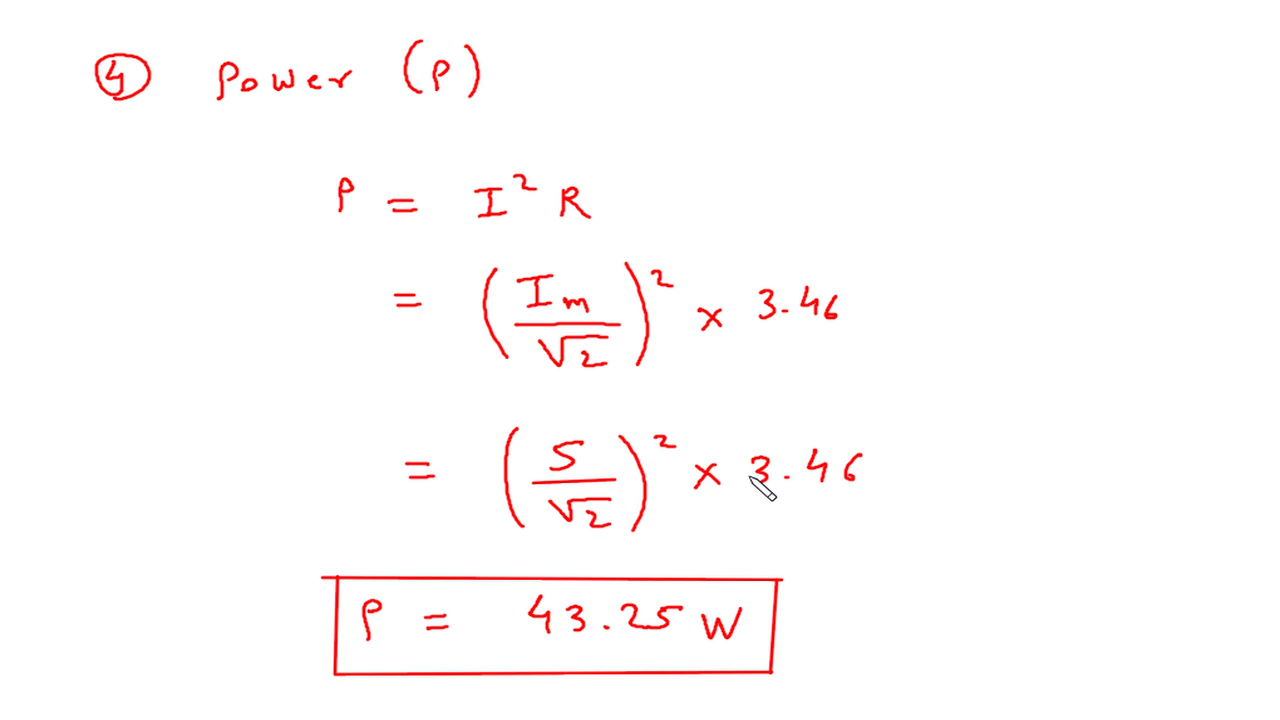 ④ Power (P)
P = I² R
= (Im/√2)² × 3.46
= (5/√2)² × 3.46
P = 43.25 W